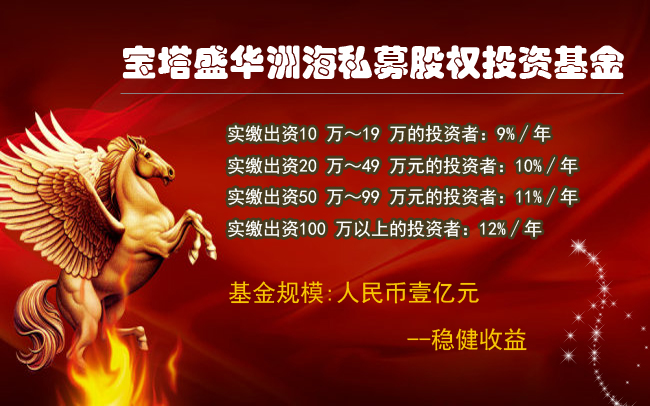 宝塔盛华洲海私募股权投资基金
实缴出资10 万～19 万的投资者：9%／年
实缴出资20 万～49 万元的投资者：10%／年
实缴出资50 万～99 万元的投资者：11%／年
实缴出资100 万以上的投资者：12%／年
基金规模:人民币壹亿元
--稳健收益